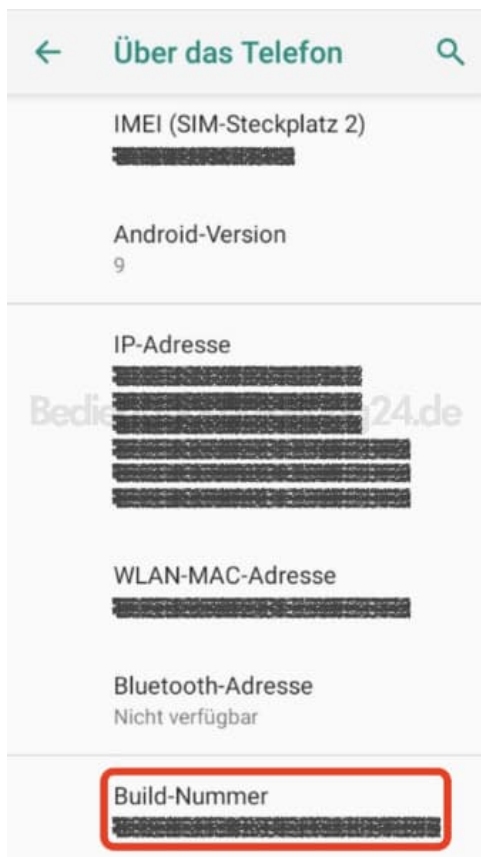 Über das Telefon
IMEI (SIM-Steckplatz 2)
Android-Version
9
IP-Adresse
WLAN-MAC-Adresse
Bluetooth-Adresse
Nicht verfügbar
Build-Nummer